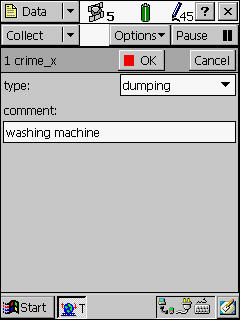 Data 5 45 ? ×
Collect Options Pause
1 crime_x OK Cancel
type: dumping
comment:
washing machine
Start T